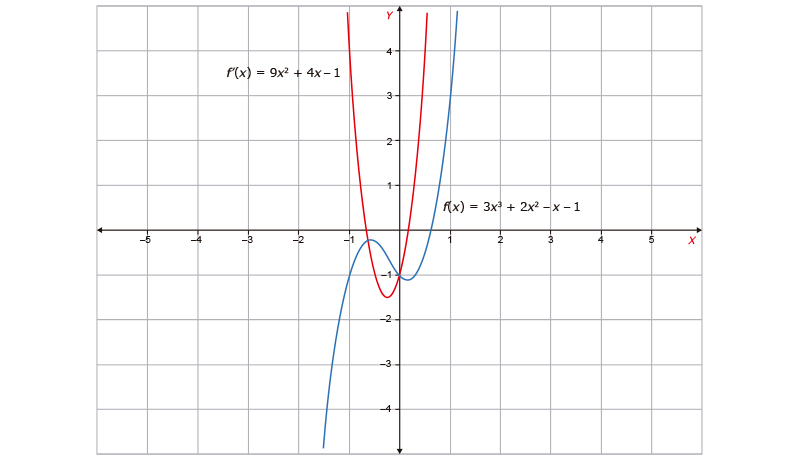 Y
4
f′(x) = 9x² + 4x – 1
3
2
1
f(x) = 3x³ + 2x² – x – 1
–5 –4 –3 –2 –1 1 2 3 4 5 X
–1
–2
–3
–4